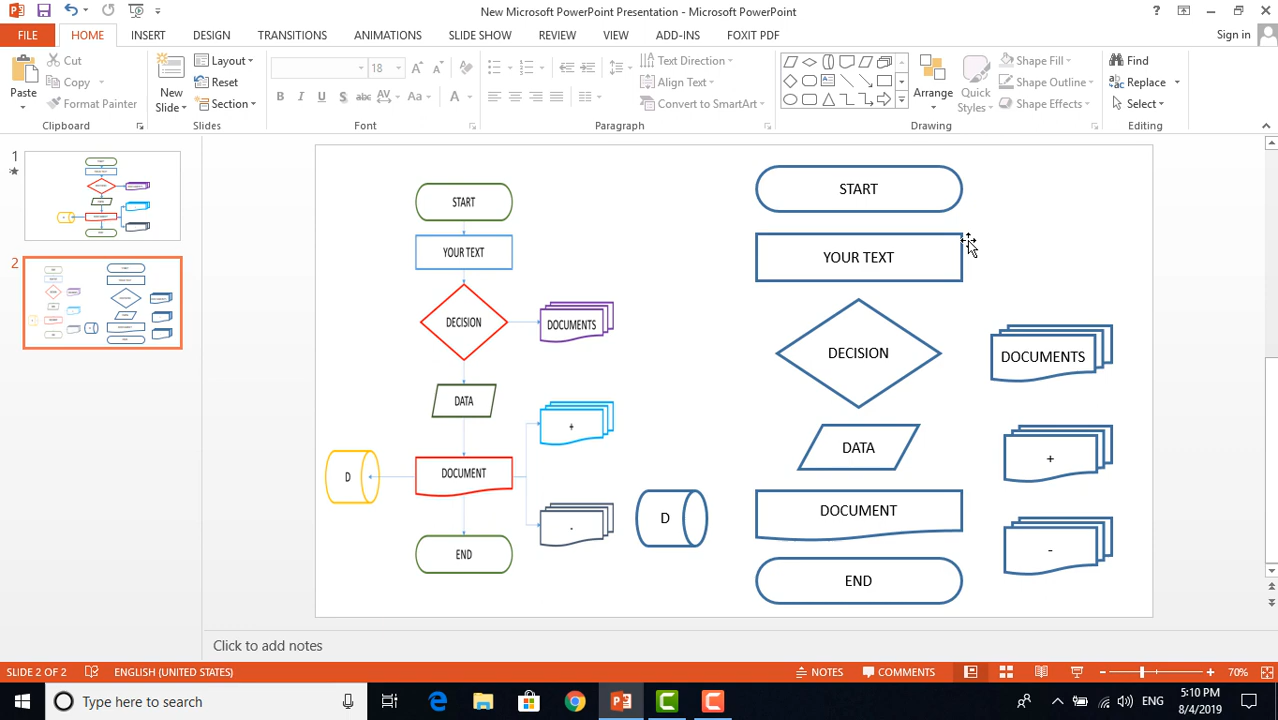 New Microsoft PowerPoint Presentation - Microsoft PowerPoint
?
FILE HOME INSERT DESIGN TRANSITIONS ANIMATIONS SLIDE SHOW REVIEW VIEW ADD-INS FOXIT PDF
Sign in
Paste
Cut
Copy
Format Painter
Clipboard
New
Slide
Layout
Reset
Section
Slides
18
B I U S abc AV Aa A
Font
Text Direction
Align Text
Convert to SmartArt
Paragraph
Arrange
Quick
Styles
Shape Fill
Shape Outline
Shape Effects
Drawing
Find
Replace
Select
Editing
1
2
START
YOUR TEXT
DECISION
DOCUMENTS
DATA
+
D
DOCUMENT
-
END
START
YOUR TEXT
DECISION
DOCUMENTS
DATA
+
D
DOCUMENT
-
END
Click to add notes
SLIDE 2 OF 2
ENGLISH (UNITED STATES)
NOTES
COMMENTS
70%
Type here to search
ENG
5:10 PM
8/4/2019